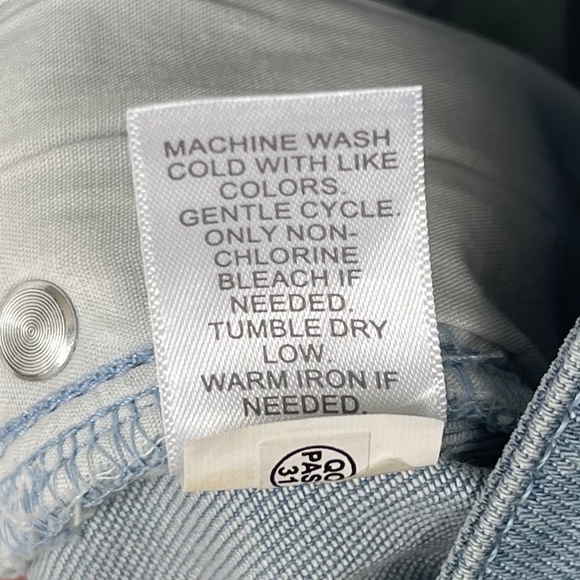 MACHINE WASH
COLD WITH LIKE
COLORS.
GENTLE CYCLE.
ONLY NON-
CHLORINE
BLEACH IF
NEEDED.
TUMBLE DRY
LOW.
WARM IRON IF
NEEDED.
31